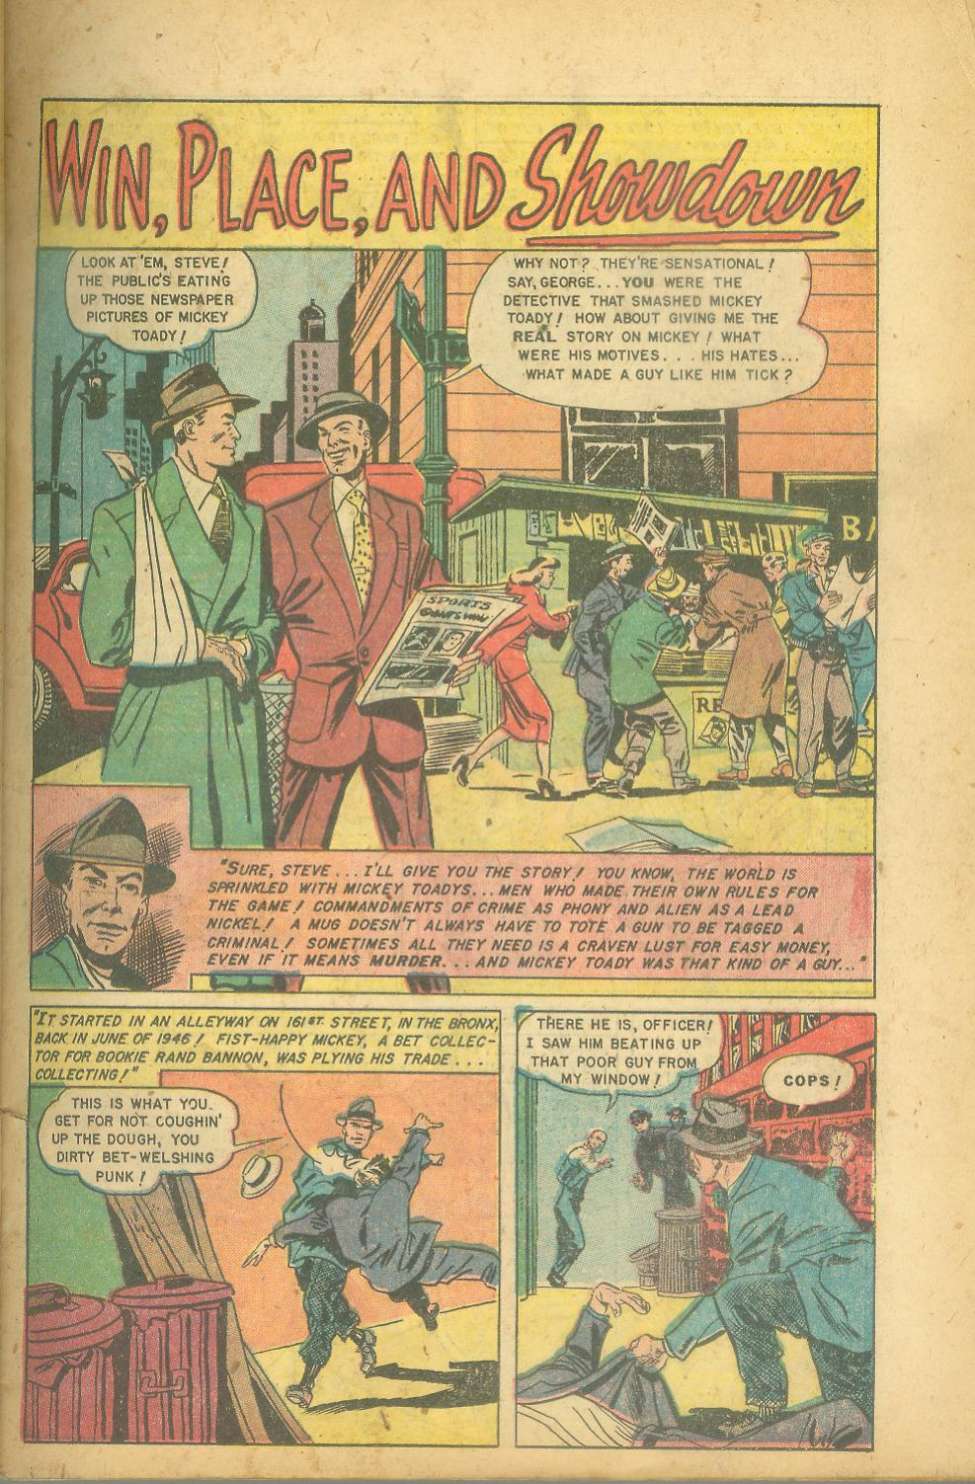 WIN, PLACE, AND Showdown
LOOK AT 'EM, STEVE!
THE PUBLIC'S EATING
UP THOSE NEWSPAPER
PICTURES OF MICKEY
TOADY!
WHY NOT? THEY'RE SENSATIONAL!
SAY, GEORGE...YOU WERE THE
DETECTIVE THAT SMASHED MICKEY
TOADY! HOW ABOUT GIVING ME THE
REAL STORY ON MICKEY! WHAT
WERE HIS MOTIVES... HIS HATES...
WHAT MADE A GUY LIKE HIM TICK?
SPORTS
BA
RE
"SURE, STEVE... I'LL GIVE YOU THE STORY! YOU KNOW, THE WORLD IS
SPRINKLED WITH MICKEY TOADYS... MEN WHO MADE THEIR OWN RULES FOR
THE GAME! COMMANDMENTS OF CRIME AS PHONY AND ALIEN AS A LEAD
NICKEL! A MUG DOESN'T ALWAYS HAVE TO TOTE A GUN TO BE TAGGED A
CRIMINAL! SOMETIMES ALL THEY NEED IS A CRAVEN LUST FOR EASY MONEY,
EVEN IF IT MEANS MURDER...AND MICKEY TOADY WAS THAT KIND OF A GUY..."
"IT STARTED IN AN ALLEYWAY ON 161ST. STREET, IN THE BRONX,
BACK IN JUNE OF 1946! FIST-HAPPY MICKEY, A BET COLLEC-
TOR FOR BOOKIE RAND BANNON, WAS PLYING HIS TRADE...
COLLECTING!"
THIS IS WHAT YOU
GET FOR NOT COUGHIN'
UP THE DOUGH, YOU
DIRTY BET-WELSHING
PUNK!
THERE HE IS, OFFICER!
I SAW HIM BEATING UP
THAT POOR GUY FROM
MY WINDOW!
COPS!